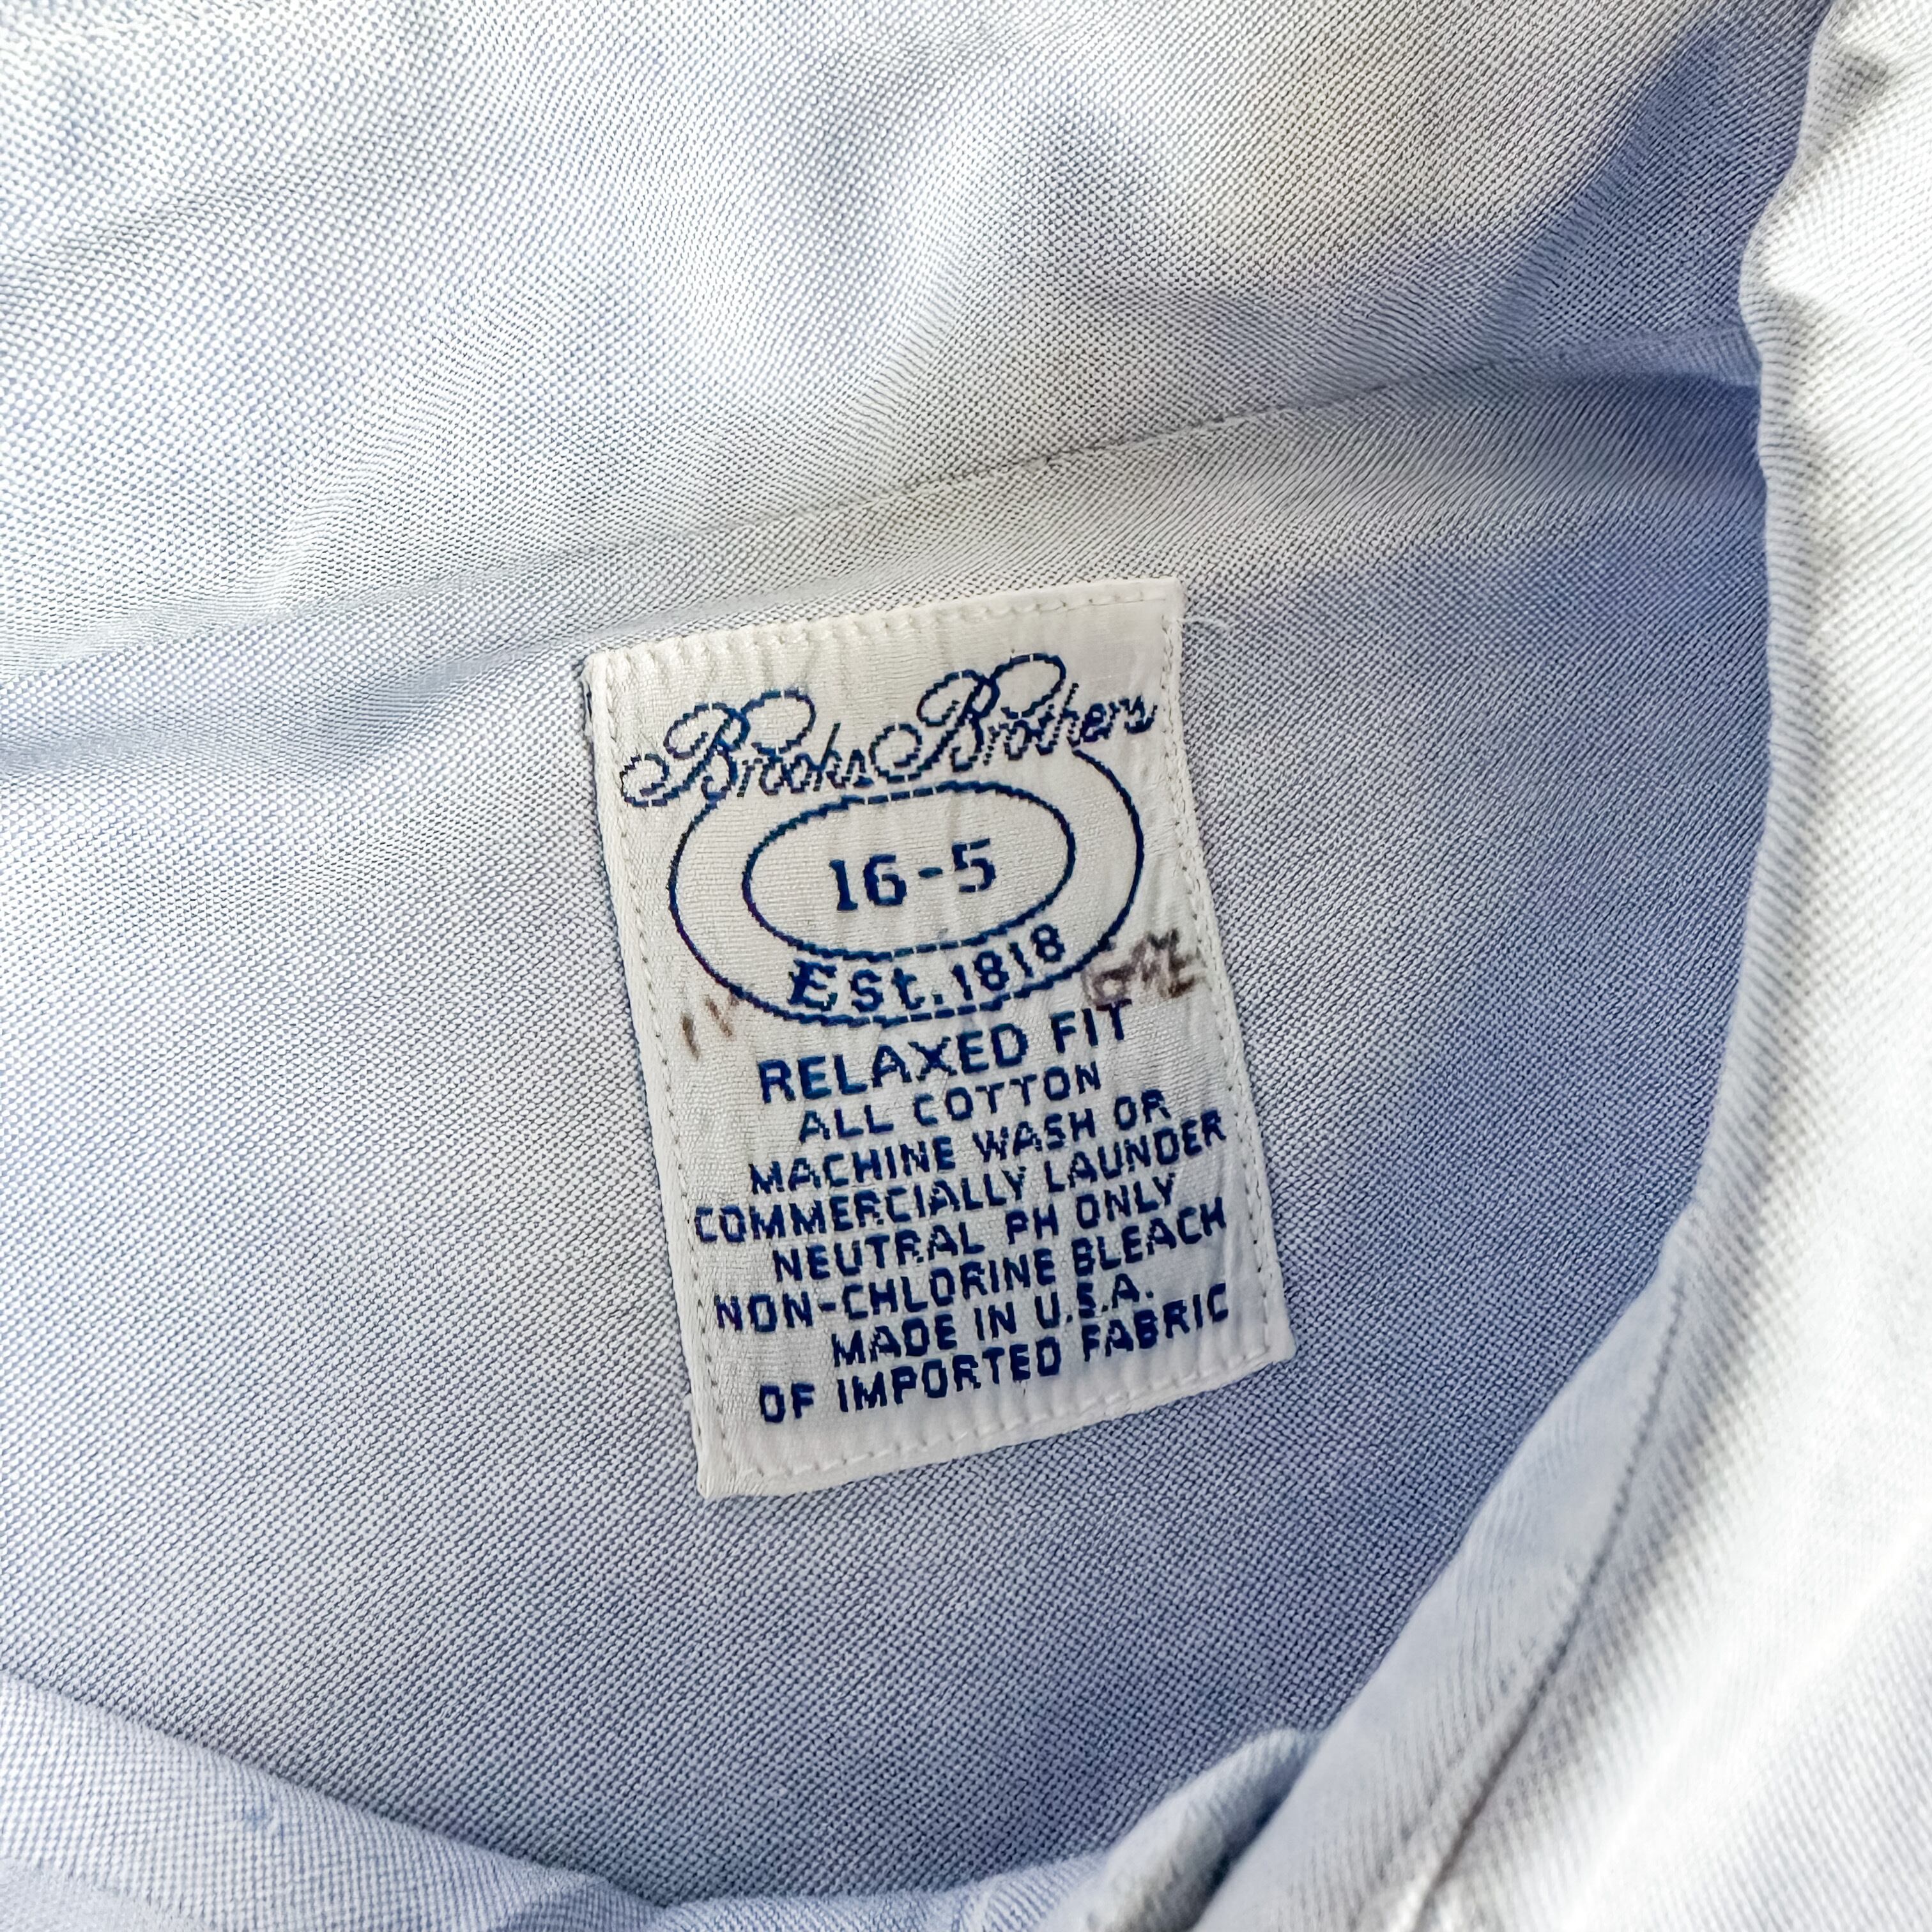 Brooks Brothers
16-5
Est. 1818
RELAXED FIT
ALL COTTON
MACHINE WASH OR
COMMERCIALLY LAUNDER
NEUTRAL PH ONLY
NON-CHLORINE BLEACH
MADE IN U.S.A.
OF IMPORTED FABRIC